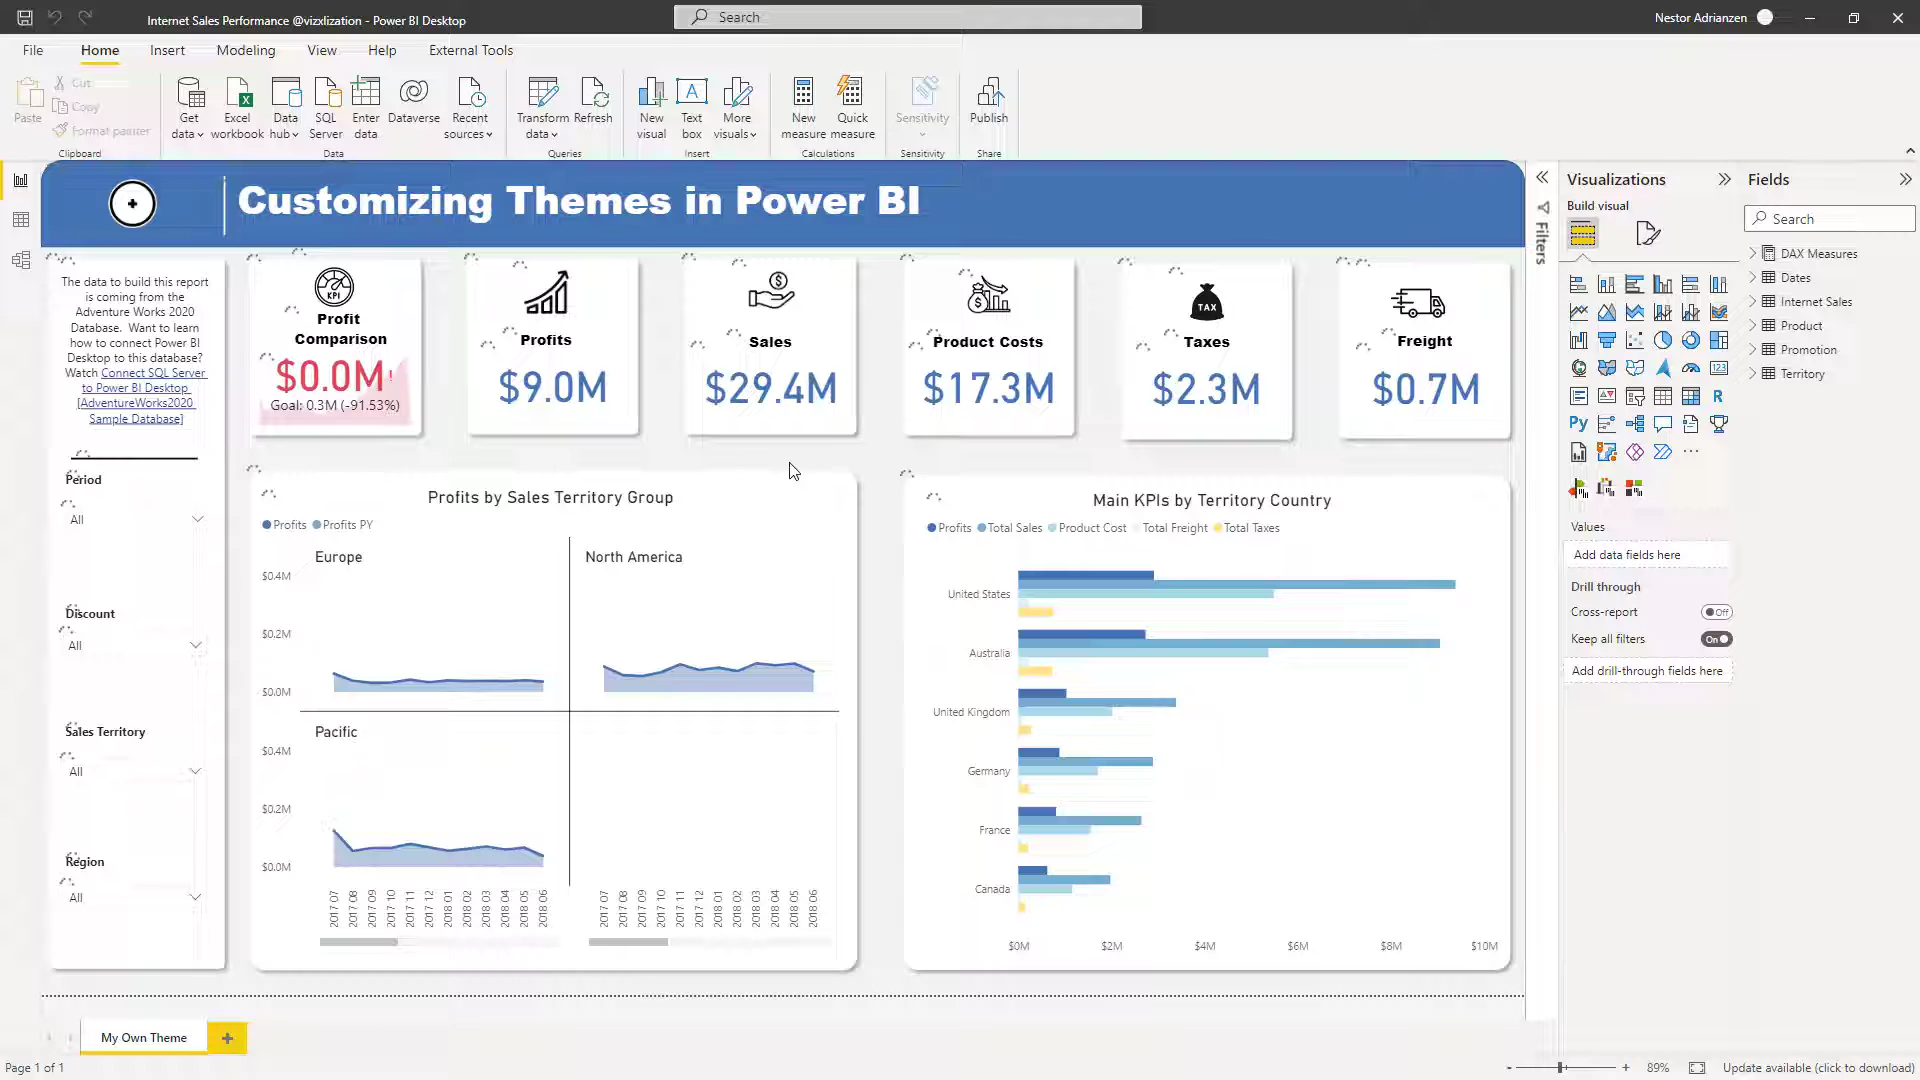 Internet Sales Performance @vizxlization - Power BI Desktop
Search
Nestor Adrianzen
File
Home
Insert
Modeling
View
Help
External Tools
Paste
Cut
Copy
Format painter
Clipboard
Get data
Excel workbook
Data hub
SQL Server
Enter data
Dataverse
Recent sources
Data
Transform data
Refresh
Queries
New visual
Text box
More visuals
Insert
New measure
Quick measure
Calculations
Sensitivity
Sensitivity
Publish
Share
Customizing Themes in Power BI
The data to build this report
is coming from the
Adventure Works 2020
Database. Want to learn
how to connect Power BI
Desktop to this database?
Watch Connect SQL Server
to Power BI Desktop
[AdventureWorks2020
Sample Database]
Period
All
Discount
All
Sales Territory
All
Region
All
KPI
Profit
Comparison
$0.0M!
Goal: 0.3M (-91.53%)
Profits
$9.0M
Sales
$29.4M
Product Costs
$17.3M
TAX
Taxes
$2.3M
Freight
$0.7M
Profits by Sales Territory Group
Profits
Profits PY
Europe
North America
$0.4M
$0.2M
$0.0M
Pacific
$0.4M
$0.2M
$0.0M
2017 07
2017 08
2017 09
2017 10
2017 11
2017 12
2018 01
2018 02
2018 03
2018 04
2018 05
2018 06
2017 07
2017 08
2017 09
2017 10
2017 11
2017 12
2018 01
2018 02
2018 03
2018 04
2018 05
2018 06
Main KPIs by Territory Country
Profits
Total Sales
Product Cost
Total Freight
Total Taxes
United States
Australia
United Kingdom
Germany
France
Canada
$0M
$2M
$4M
$6M
$8M
$10M
Filters
Visualizations
Build visual
R
Py
123
Values
Add data fields here
Drill through
Cross-report
Off
Keep all filters
On
Add drill-through fields here
Fields
Search
DAX Measures
Dates
Internet Sales
Product
Promotion
Territory
My Own Theme
Page 1 of 1
89%
Update available (click to download)